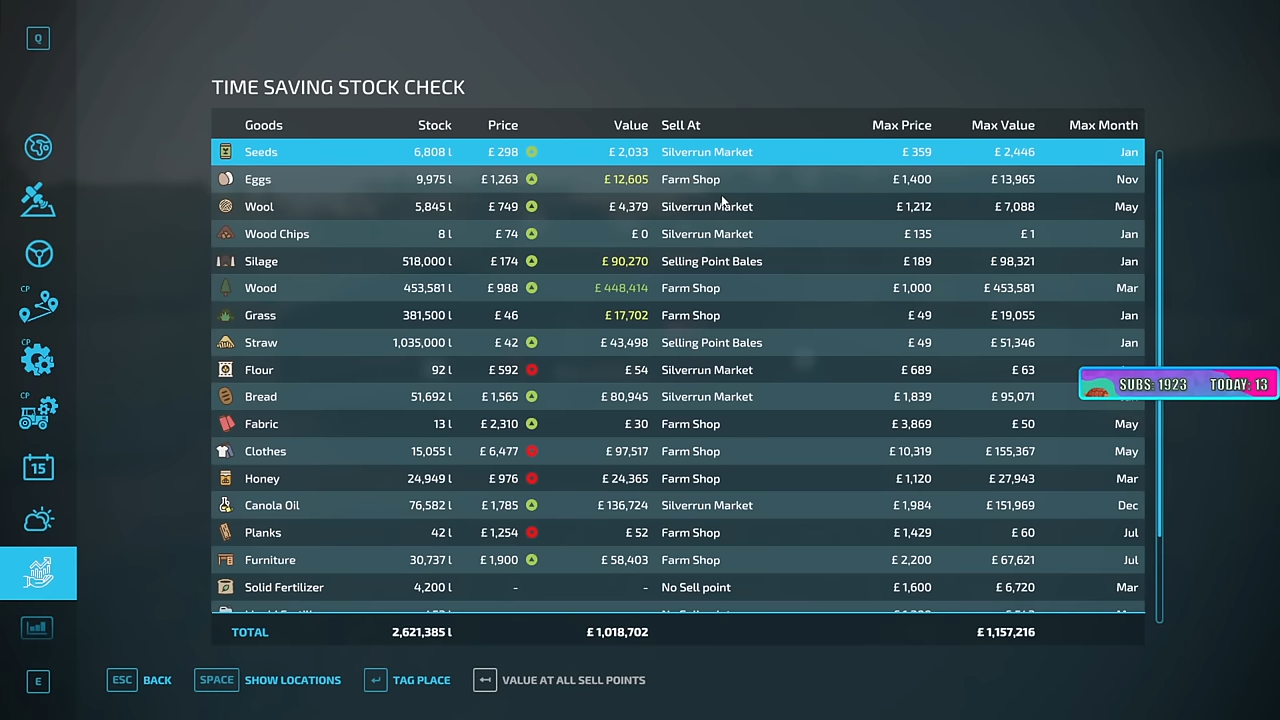 Q
TIME SAVING STOCK CHECK
Goods Stock Price Value Sell At Max Price Max Value Max Month
Seeds 6,808 l £ 298 £ 2,033 Silverrun Market £ 359 £ 2,446 Jan
Eggs 9,975 l £ 1,263 £ 12,605 Farm Shop £ 1,400 £ 13,965 Nov
Wool 5,845 l £ 749 £ 4,379 Silverrun Market £ 1,212 £ 7,088 May
Wood Chips 8 l £ 74 £ 0 Silverrun Market £ 135 £ 1 Jan
Silage 518,000 l £ 174 £ 90,270 Selling Point Bales £ 189 £ 98,321 Jan
CP
Wood 453,581 l £ 988 £ 448,414 Farm Shop £ 1,000 £ 453,581 Mar
Grass 381,500 l £ 46 £ 17,702 Farm Shop £ 49 £ 19,055 Jan
CP
Straw 1,035,000 l £ 42 £ 43,498 Selling Point Bales £ 49 £ 51,346 Jan
Flour 92 l £ 592 £ 54 Silverrun Market £ 689 £ 63
SUBS: 1923 TODAY: 13
CP
Bread 51,692 l £ 1,565 £ 80,945 Silverrun Market £ 1,839 £ 95,071
Fabric 13 l £ 2,310 £ 30 Farm Shop £ 3,869 £ 50 May
Clothes 15,055 l £ 6,477 £ 97,517 Farm Shop £ 10,319 £ 155,367 May
15
Honey 24,949 l £ 976 £ 24,365 Farm Shop £ 1,120 £ 27,943 Mar
Canola Oil 76,582 l £ 1,785 £ 136,724 Silverrun Market £ 1,984 £ 151,969 Dec
Planks 42 l £ 1,254 £ 52 Farm Shop £ 1,429 £ 60 Jul
Furniture 30,737 l £ 1,900 £ 58,403 Farm Shop £ 2,200 £ 67,621 Jul
Solid Fertilizer 4,200 l - - No Sell point £ 1,600 £ 6,720 Mar
TOTAL 2,621,385 l £ 1,018,702 £ 1,157,216
E
ESC BACK SPACE SHOW LOCATIONS TAG PLACE VALUE AT ALL SELL POINTS